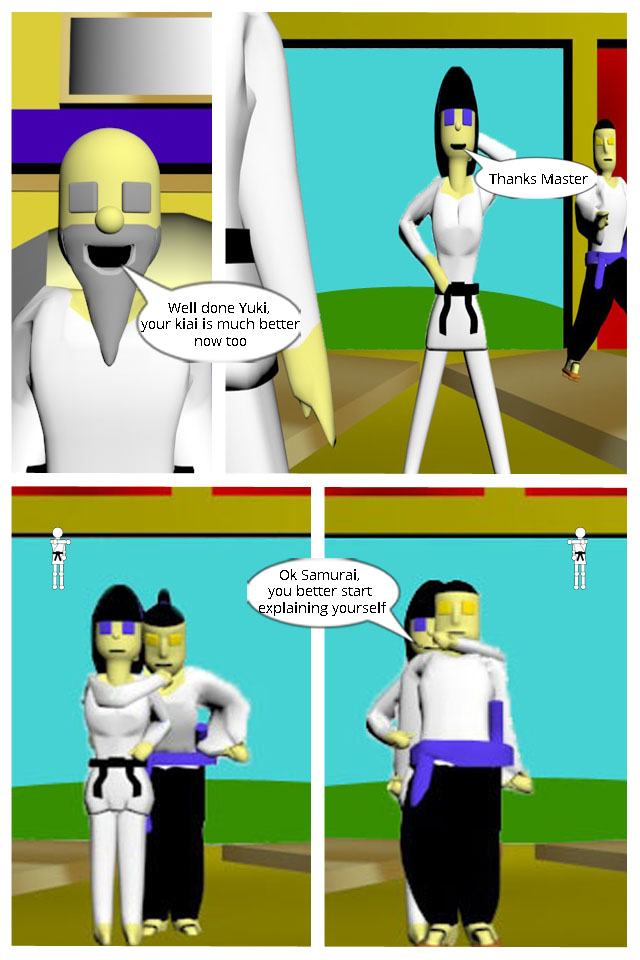 Well done Yuki,
your kiai is much better
now too
Thanks Master
Ok Samurai,
you better start
explaining yourself